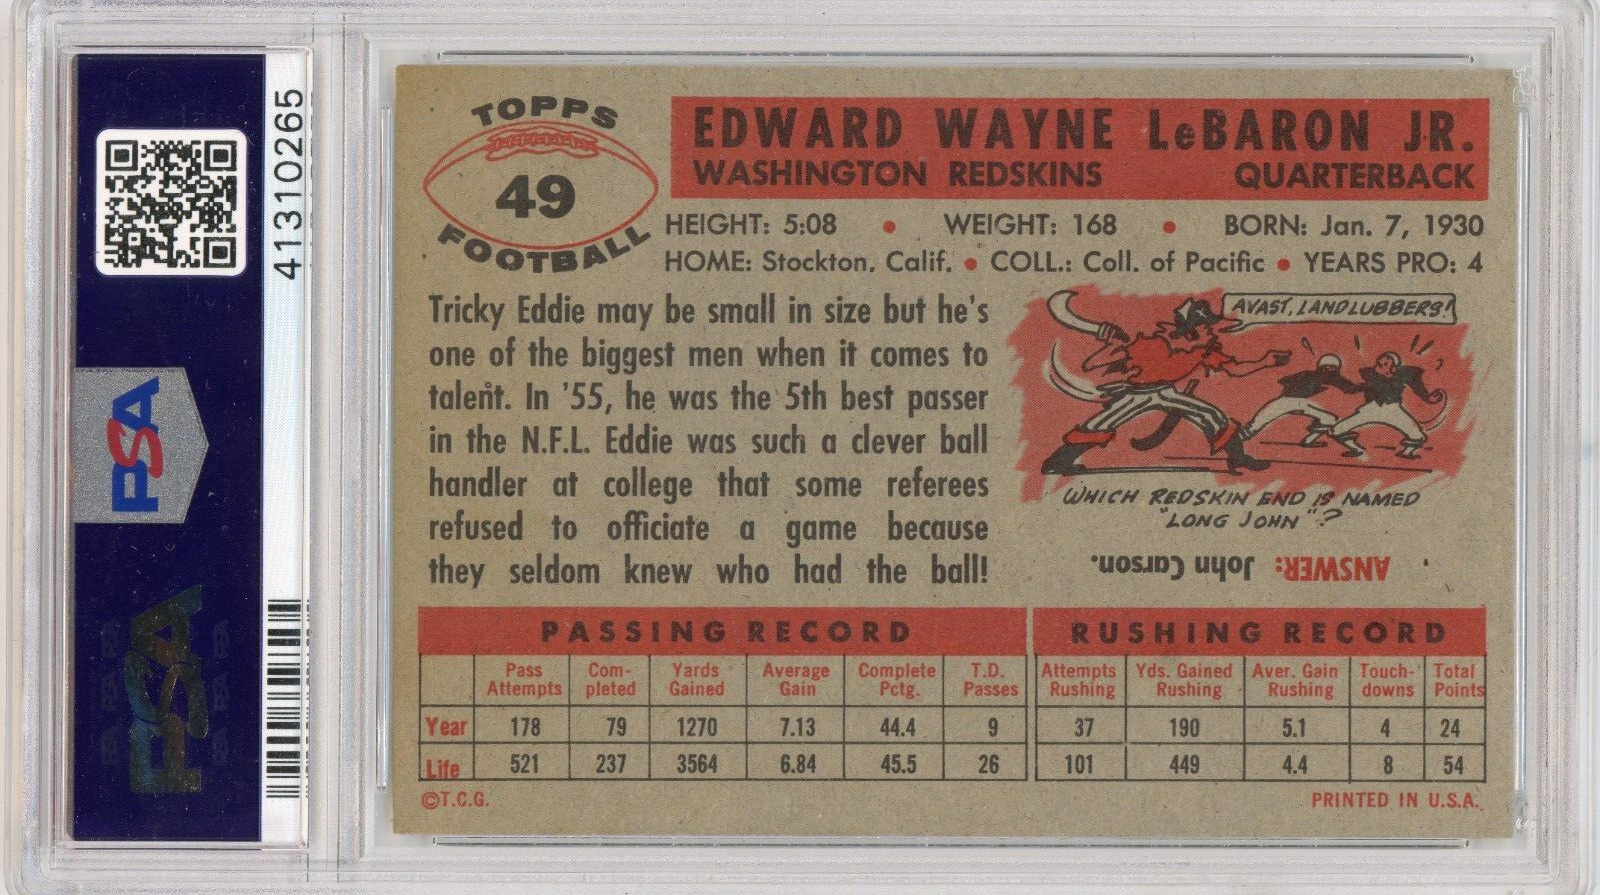 TOPPS
49
FOOTBALL
EDWARD WAYNE LeBARON JR.
WASHINGTON REDSKINS QUARTERBACK
HEIGHT: 5:08 • WEIGHT: 168 • BORN: Jan. 7, 1930
HOME: Stockton, Calif. • COLL.: Coll. of Pacific • YEARS PRO: 4
Tricky Eddie may be small in size but he's
one of the biggest men when it comes to
talent. In '55, he was the 5th best passer
in the N.F.L. Eddie was such a clever ball
handler at college that some referees
refused to officiate a game because
they seldom knew who had the ball!
AVAST, LANDLUBBERS!
WHICH REDSKIN END IS NAMED
"LONG JOHN"?
ANSWER: John Carson.
PASSING RECORD
Pass Attempts Com-pleted Yards Gained Average Gain Complete Pctg. T.D. Passes
Year 178 79 1270 7.13 44.4 9
Life 521 237 3564 6.84 45.5 26
RUSHING RECORD
Attempts Rushing Yds. Gained Rushing Aver. Gain Rushing Touch-downs Total Points
37 190 5.1 4 24
101 449 4.4 8 54
©T.C.G.
PRINTED IN U.S.A.
41310265
PSA
PSA